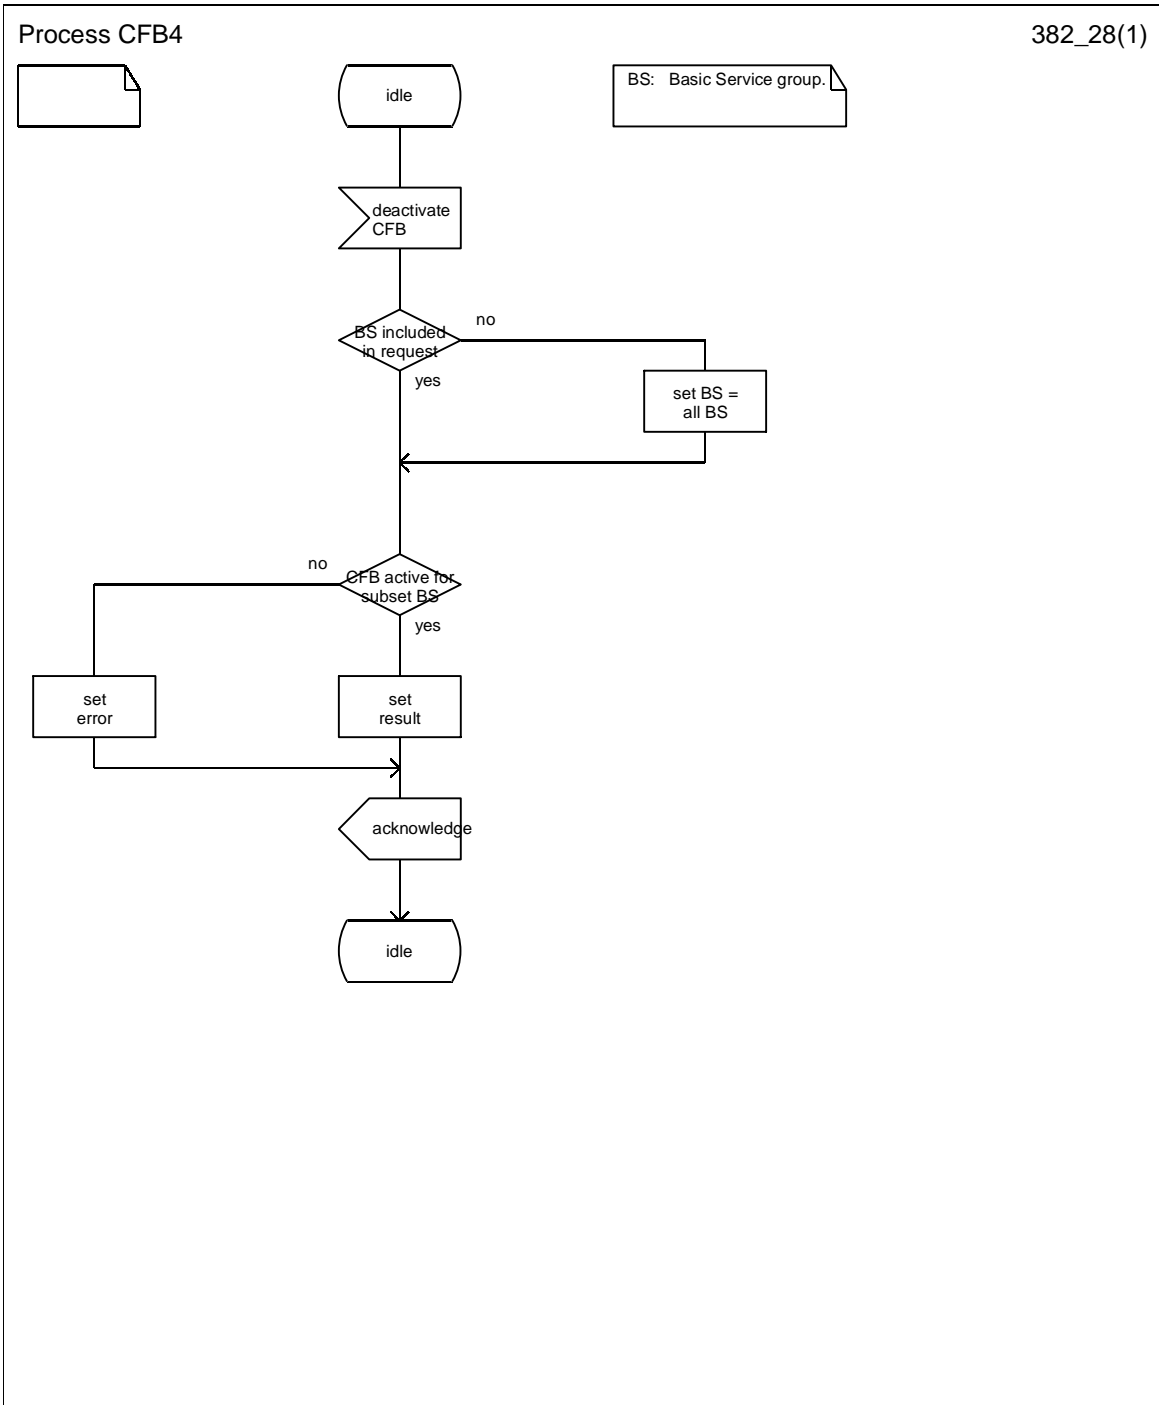 Process CFB4
382_28(1)
idle
BS: Basic Service group.
deactivate
CFB
BS included
in request
no
yes
set BS =
all BS
no
CFB active for
subset BS
yes
set
error
set
result
acknowledge
idle